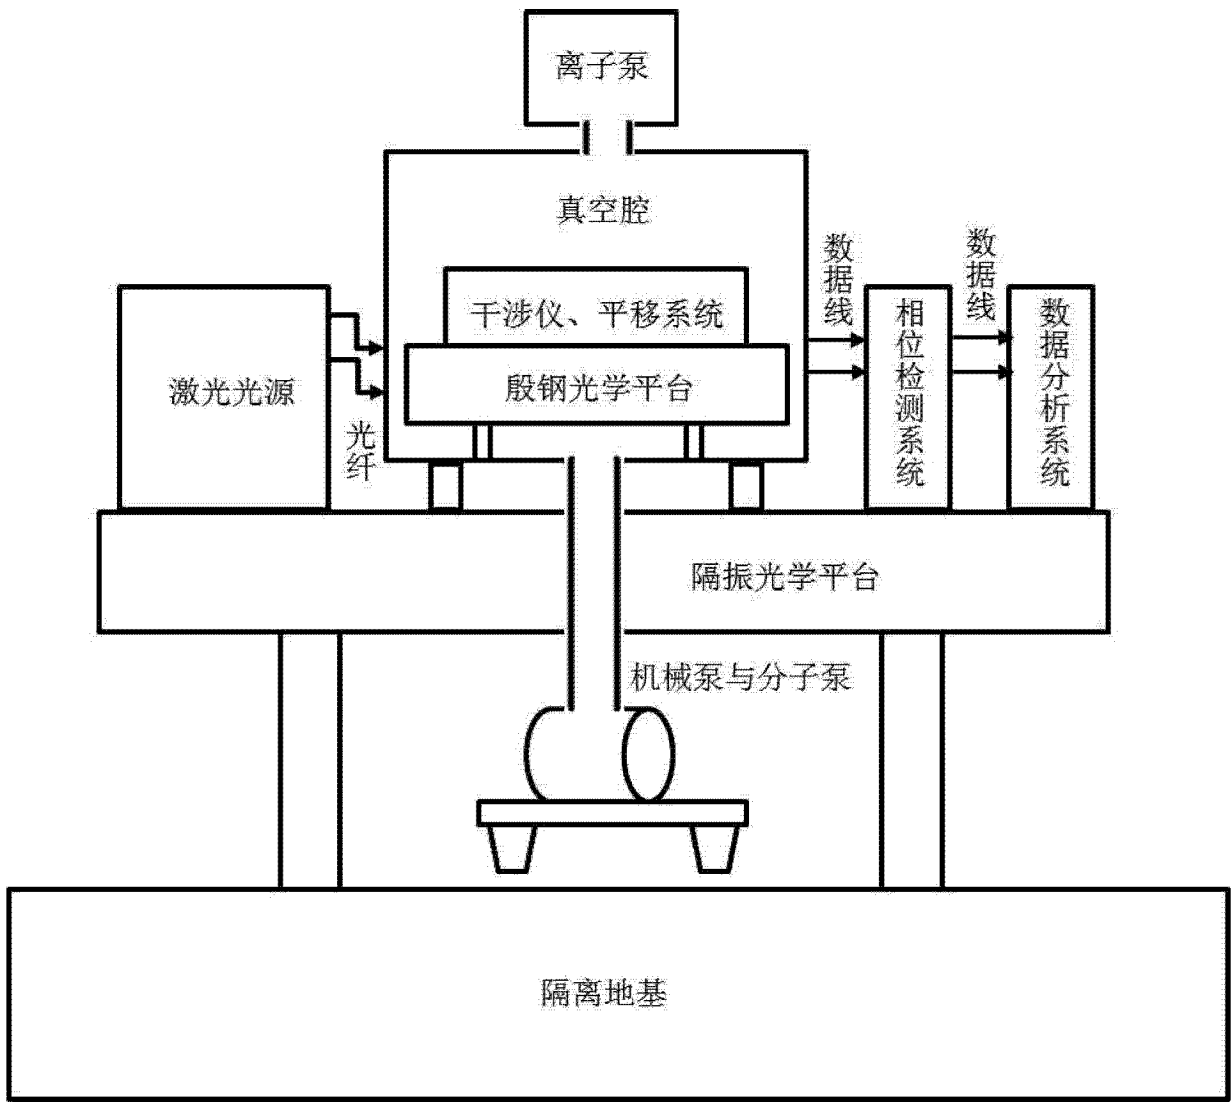 离子泵
真空腔
数据线
数据线
干涉仪、平移系统
激光光源
殷钢光学平台
相位检测系统
数据分析系统
光纤
隔振光学平台
机械泵与分子泵
隔离地基